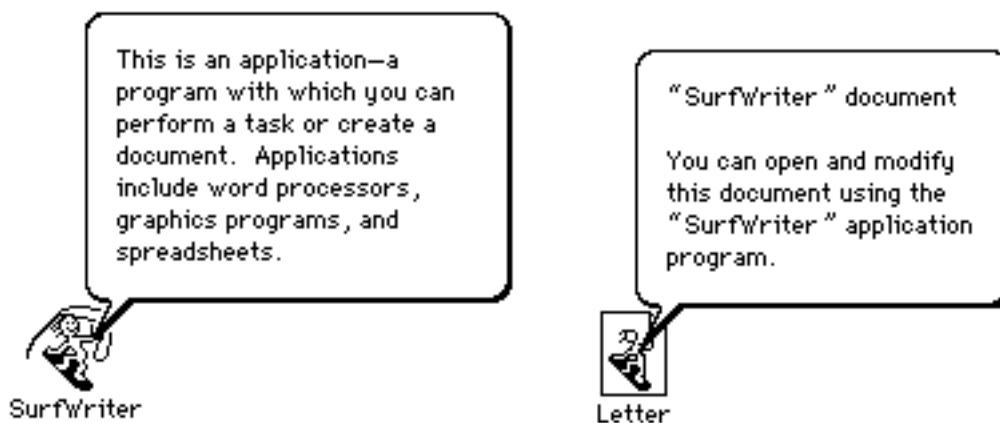 This is an application—a
program with which you can
perform a task or create a
document.  Applications
include word processors,
graphics programs, and
spreadsheets.
SurfWriter
“SurfWriter” document
You can open and modify
this document using the
“SurfWriter” application
program.
Letter